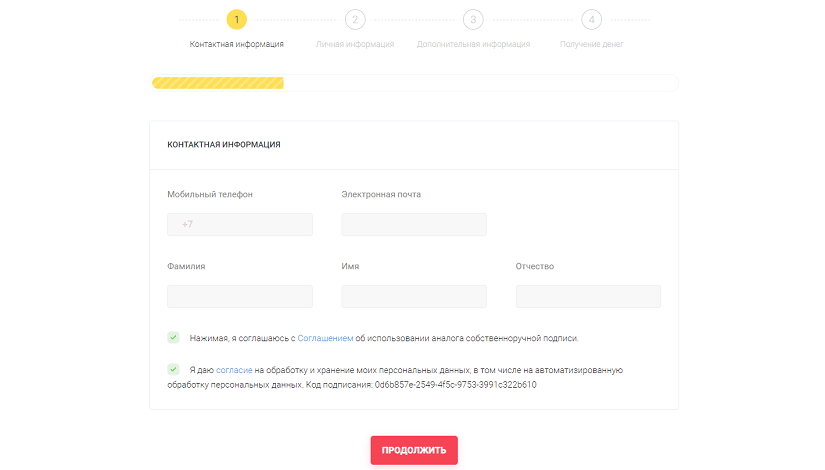 1 2 3 4
Контактная информация Личная информация Дополнительная информация Получение денег
КОНТАКТНАЯ ИНФОРМАЦИЯ
Мобильный телефон Электронная почта
+7
Фамилия Имя Отчество
Нажимая, я соглашаюсь с Соглашением об использовании аналога собственноручной подписи.
Я даю согласие на обработку и хранение моих персональных данных, в том числе на автоматизированную
обработку персональных данных. Код подписания: 0d6b857e-2549-4f5c-9753-3991c322b610
ПРОДОЛЖИТЬ